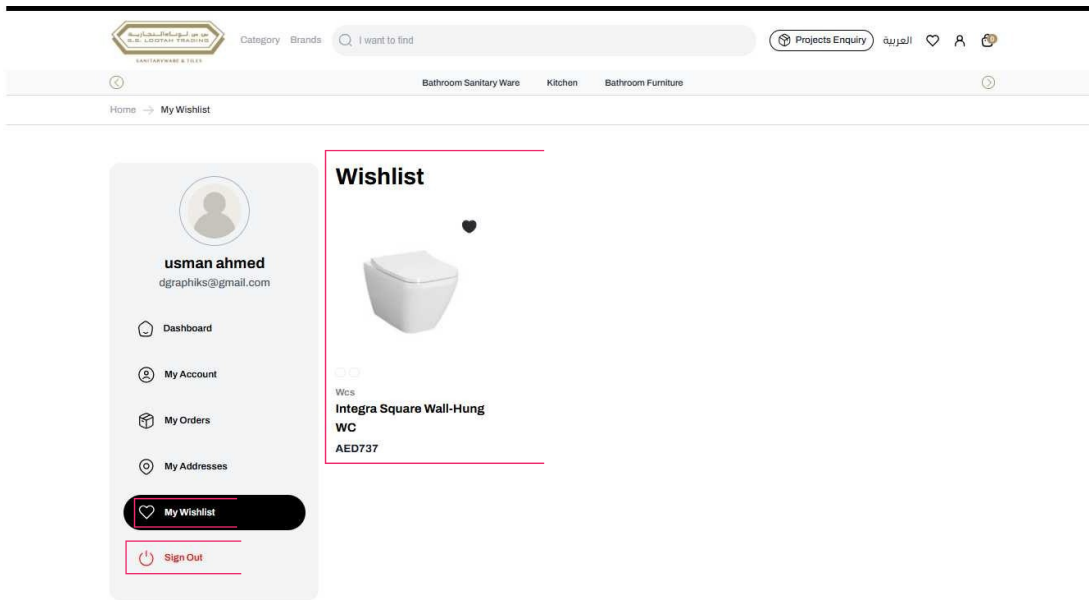 S.S. LOOTAH TRADING
SANITARYWARE & TILES
Category Brands
I want to find
Projects Enquiry
العربية
0
Bathroom Sanitary Ware Kitchen Bathroom Furniture
Home → My Wishlist
usman ahmed
dgraphiks@gmail.com
Dashboard
My Account
My Orders
My Addresses
My Wishlist
Sign Out
Wishlist
Wcs
Integra Square Wall-Hung
WC
AED737